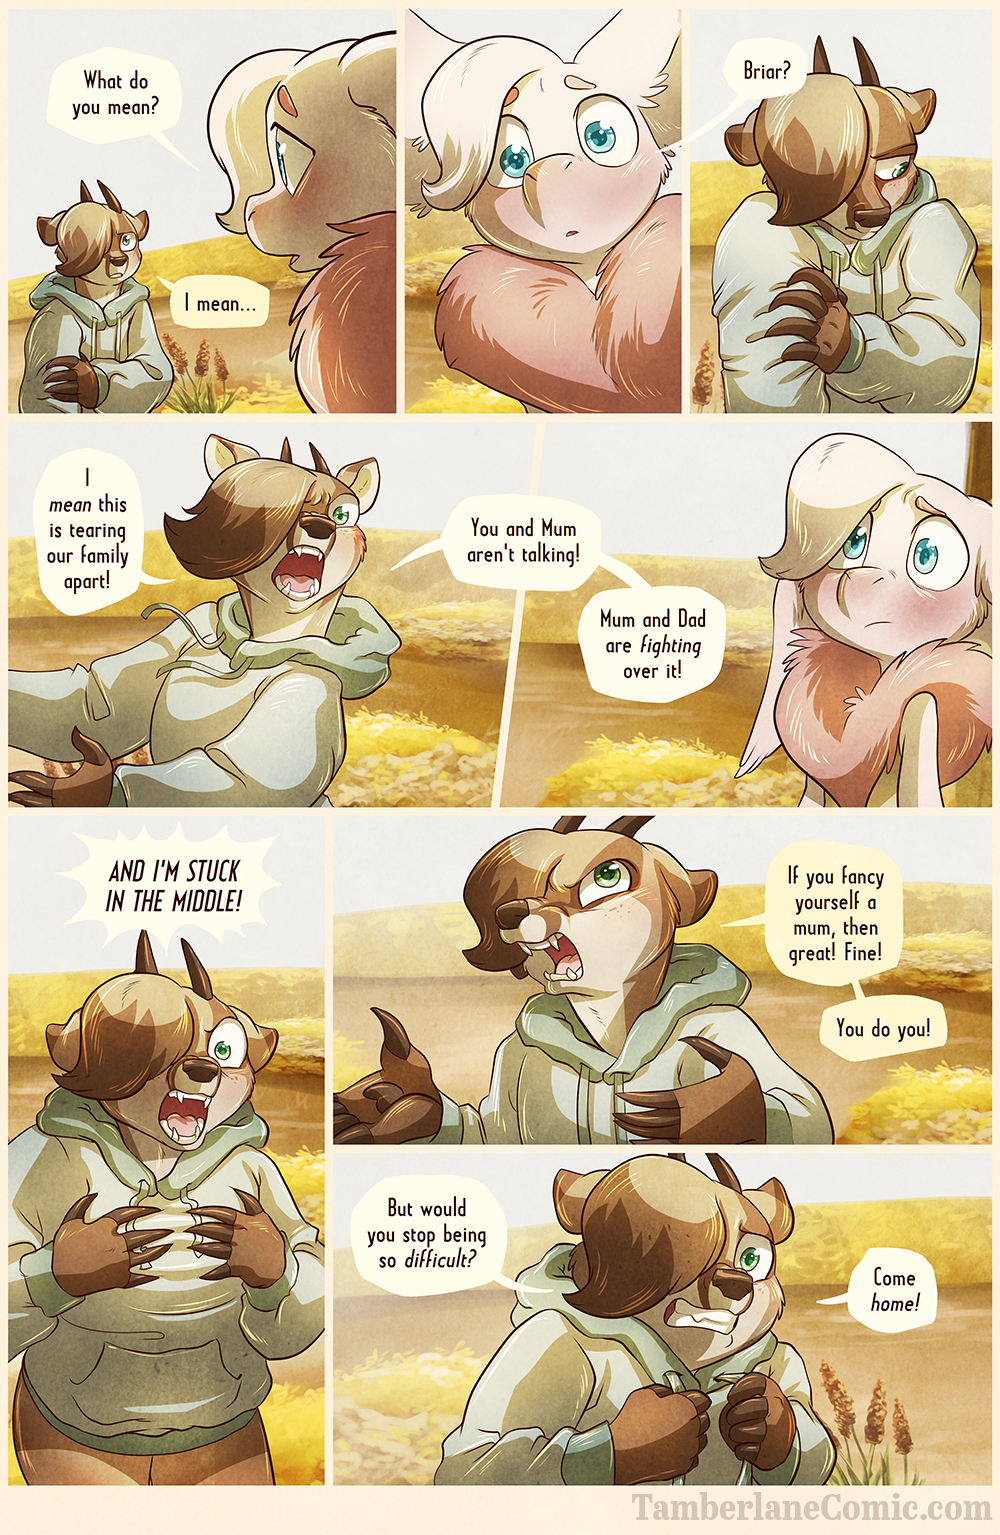 What do
you mean?
I mean...
Briar?
I
mean this
is tearing
our family
apart!
You and Mum
aren't talking!
Mum and Dad
are fighting
over it!
AND I'M STUCK
IN THE MIDDLE!
If you fancy
yourself a
mum, then
great! Fine!
You do you!
But would
you stop being
so difficult?
Come
home!
TamberlaneComic.com